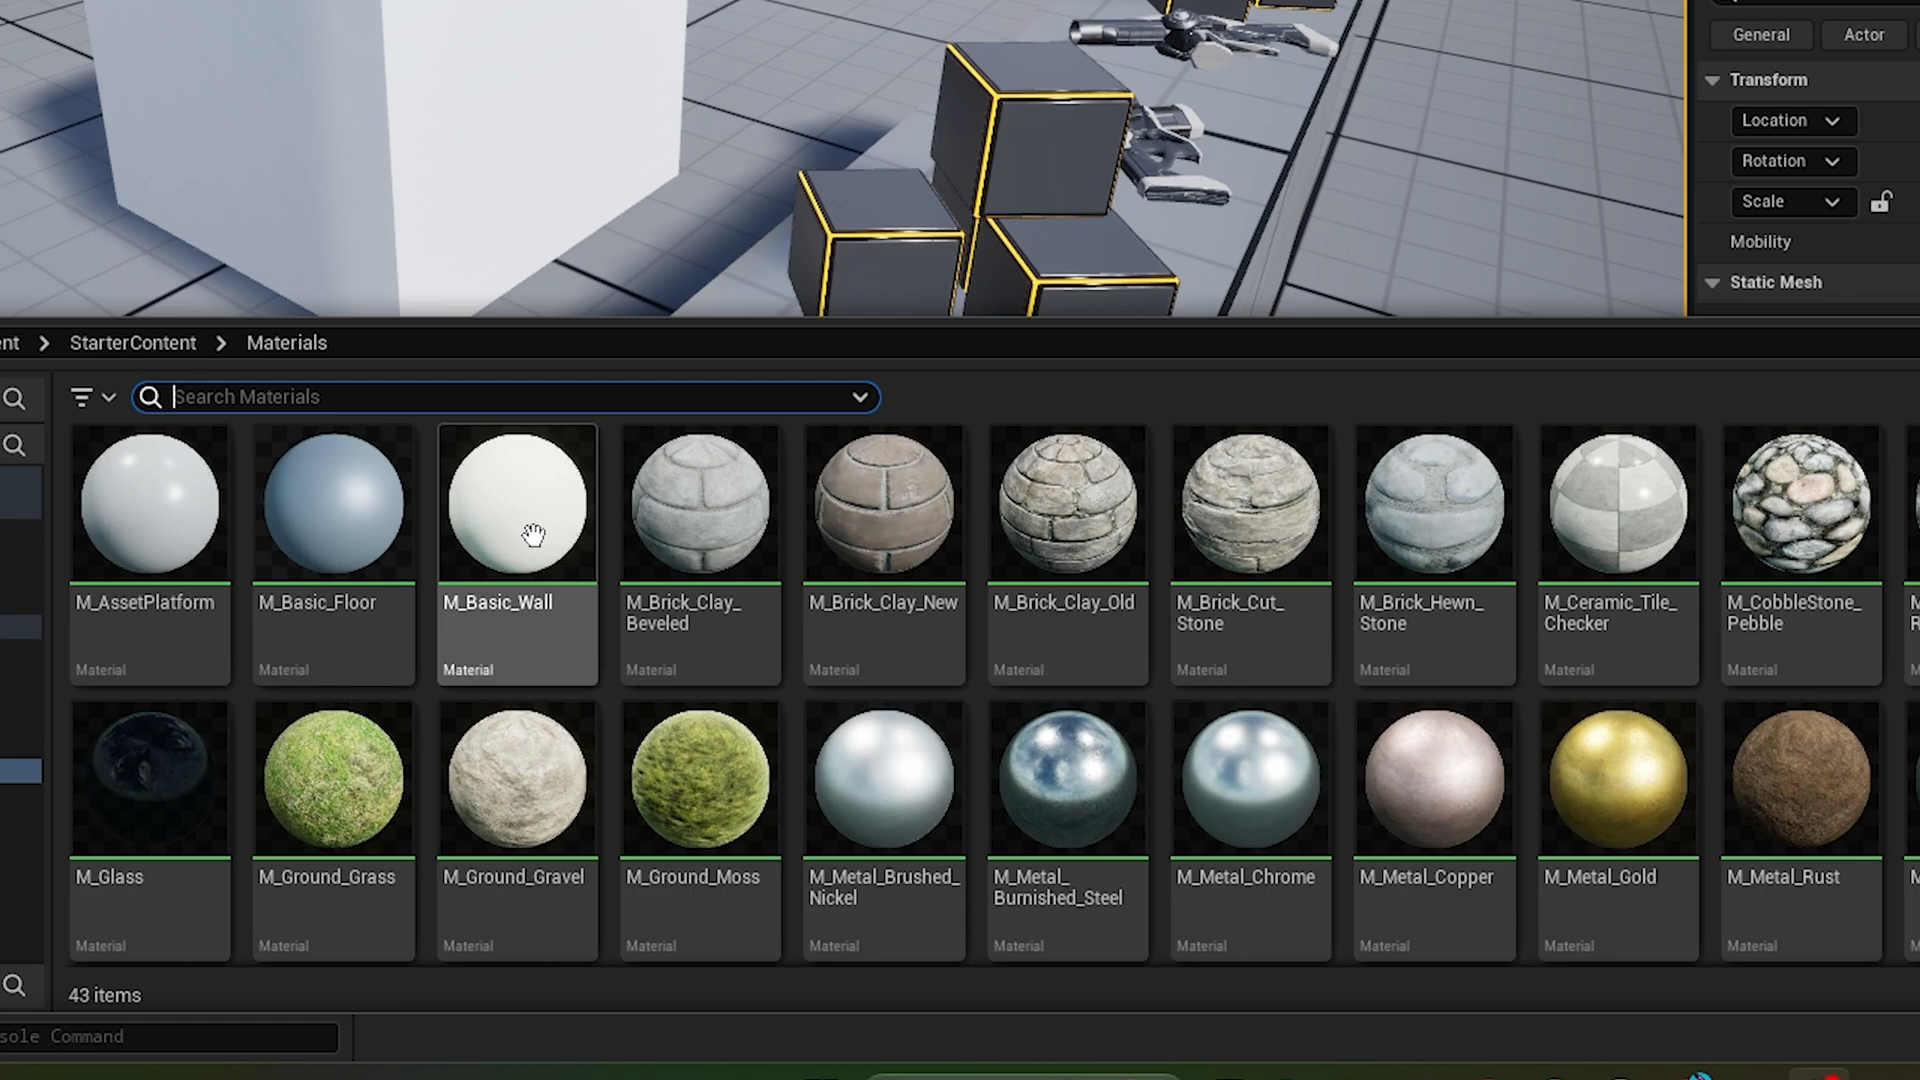 General
Actor
Transform
Location
Rotation
Scale
Mobility
Static Mesh
StarterContent
Materials
Search Materials
M_AssetPlatform
Material
M_Basic_Floor
Material
M_Basic_Wall
Material
M_Brick_Clay_
Beveled
Material
M_Brick_Clay_New
Material
M_Brick_Clay_Old
Material
M_Brick_Cut_
Stone
Material
M_Brick_Hewn_
Stone
Material
M_Ceramic_Tile_
Checker
Material
M_CobbleStone_
Pebble
Material
M_Glass
Material
M_Ground_Grass
Material
M_Ground_Gravel
Material
M_Ground_Moss
Material
M_Metal_Brushed_
Nickel
Material
M_Metal_
Burnished_Steel
Material
M_Metal_Chrome
Material
M_Metal_Copper
Material
M_Metal_Gold
Material
M_Metal_Rust
Material
43 items
Command